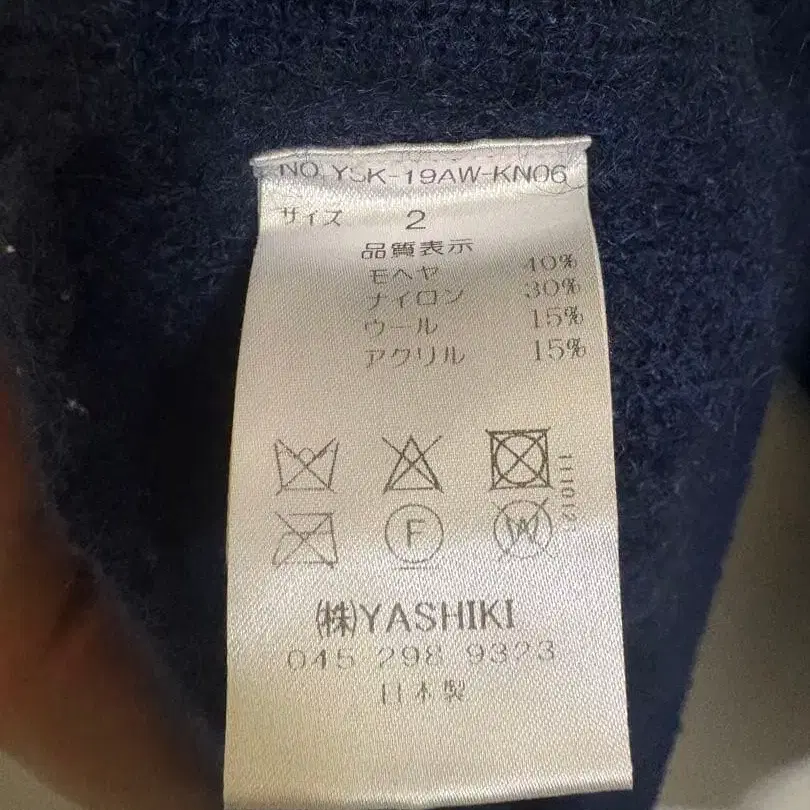 NO.YSK-19AW-KN06
サイズ 2
品質表示
モヘヤ 40%
ナイロン 30%
ウール 15%
アクリル 15%
111012
F
W
㈱YASHIKI
045 298 9323
日本製